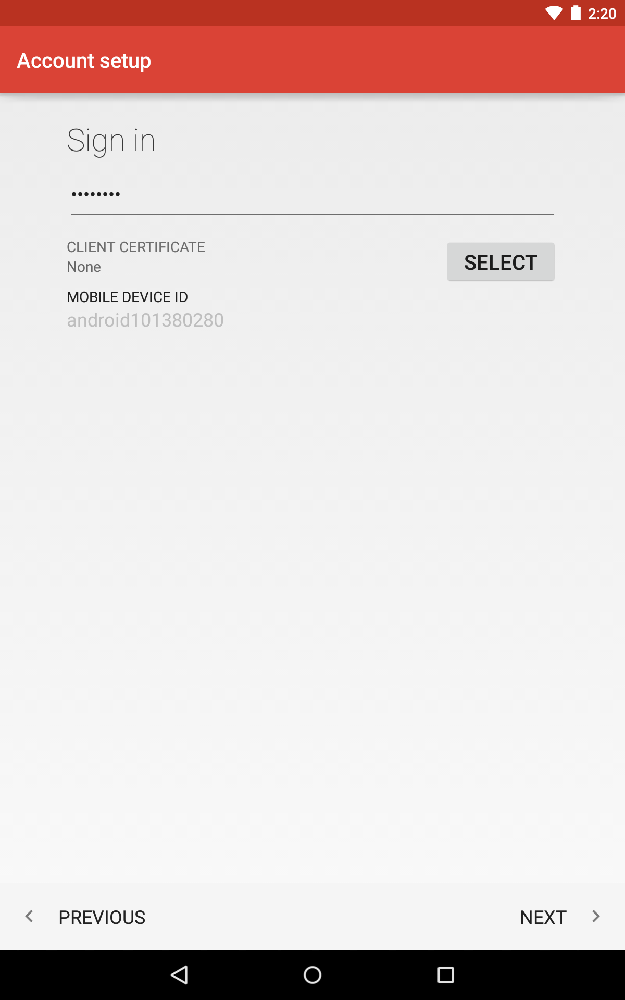 2:20
Account setup
Sign in
••••••••
CLIENT CERTIFICATE
None
SELECT
MOBILE DEVICE ID
android101380280
PREVIOUS
NEXT